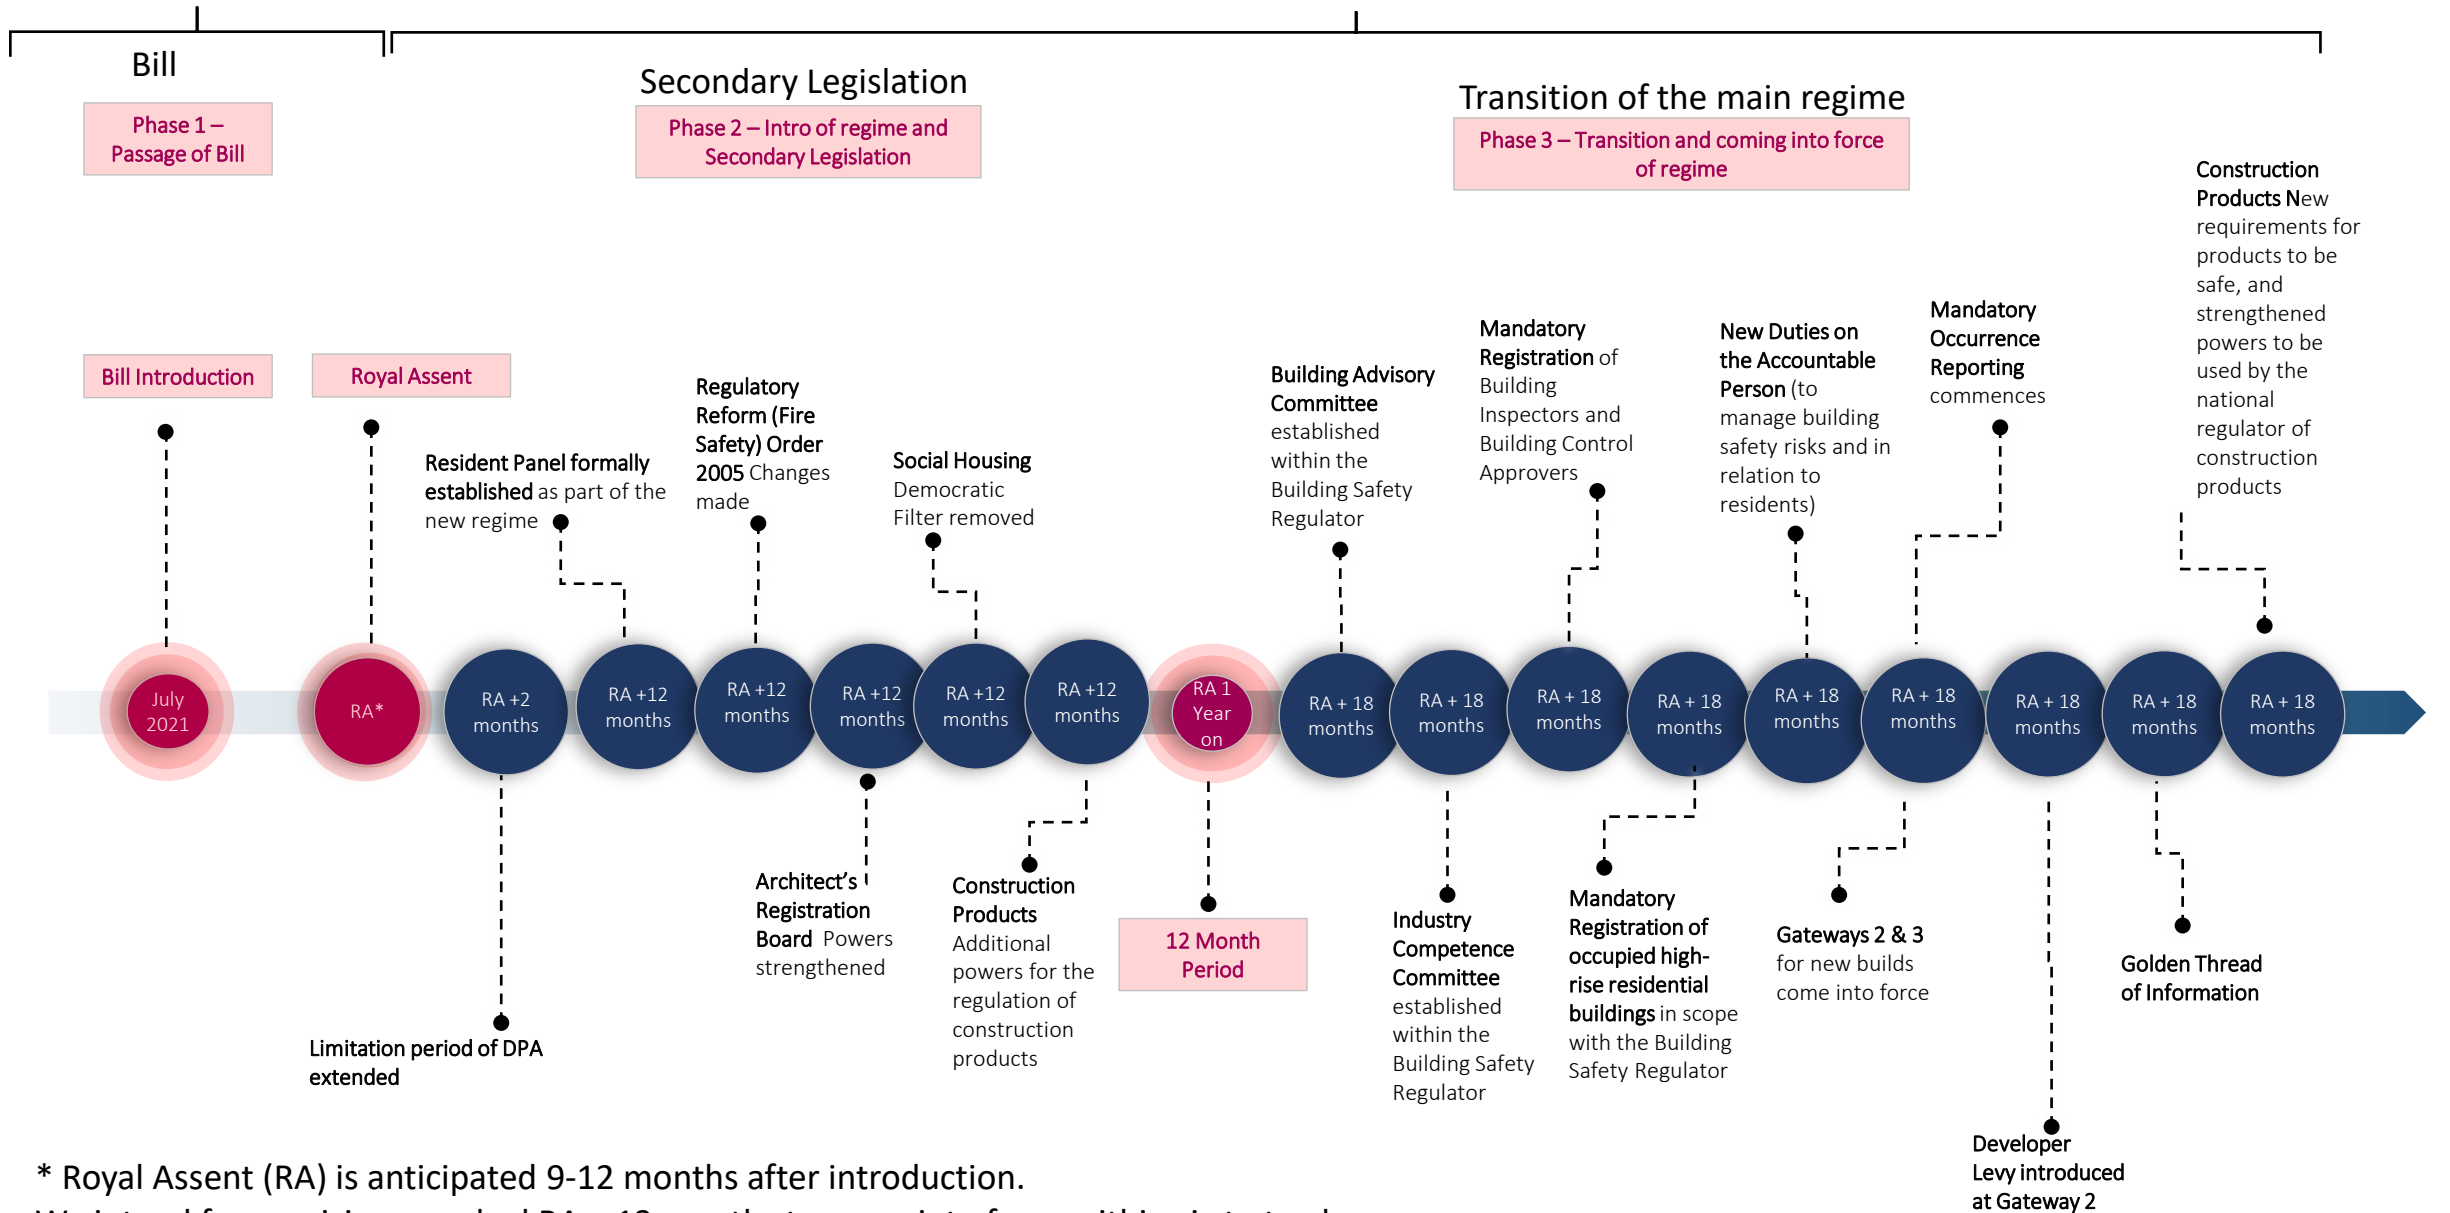 Bill
Secondary Legislation
Transition of the main regime
Phase 1 –
Passage of Bill
Phase 2 – Intro of regime and
Secondary Legislation
Phase 3 – Transition and coming into force
of regime
Bill Introduction
Royal Assent
Resident Panel formally
established as part of the
new regime
Regulatory
Reform (Fire
Safety) Order
2005 Changes
made
Social Housing
Democratic
Filter removed
Building Advisory
Committee
established
within the
Building Safety
Regulator
Mandatory
Registration of
Building
Inspectors and
Building Control
Approvers
New Duties on
the Accountable
Person (to
manage building
safety risks and in
relation to
residents)
Mandatory
Occurrence
Reporting
commences
Construction
Products New
requirements for
products to be
safe, and
strengthened
powers to be
used by the
national
regulator of
construction
products
July
2021
RA*
RA +2
months
RA +12
months
RA +12
months
RA +12
months
RA +12
months
RA +12
months
RA 1
Year
on
RA + 18
months
RA + 18
months
RA + 18
months
RA + 18
months
RA + 18
months
RA + 18
months
RA + 18
months
RA + 18
months
RA + 18
months
Limitation period of DPA
extended
Architect's
Registration
Board Powers
strengthened
Construction
Products
Additional
powers for the
regulation of
construction
products
12 Month
Period
Industry
Competence
Committee
established
within the
Building Safety
Regulator
Mandatory
Registration of
occupied high-
rise residential
buildings in scope
with the Building
Safety Regulator
Gateways 2 & 3
for new builds
come into force
Developer
Levy introduced
at Gateway 2
Golden Thread
of Information
* Royal Assent (RA) is anticipated 9-12 months after introduction.